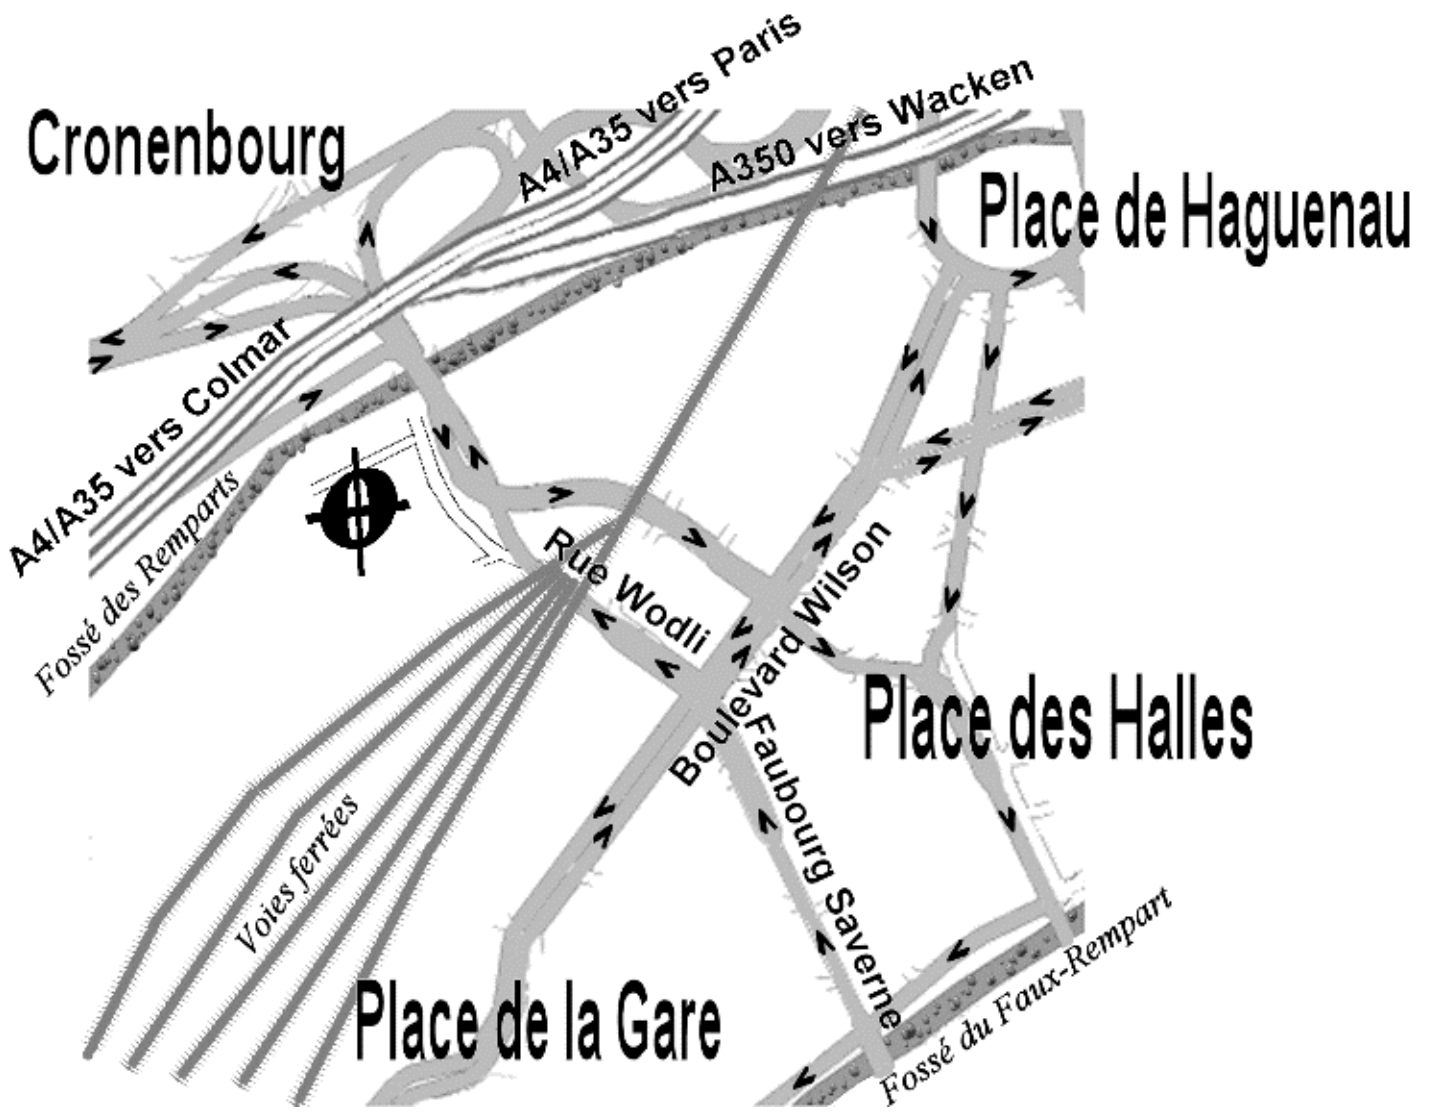 A4/A35 vers Paris
A350 vers Wacken
Cronenbourg
Place de Haguenau
A4/A35 vers Colmar
Fossé des Remparts
Rue Wodli
Boulevard Wilson
Place des Halles
Faubourg Saverne
Voies ferrées
Place de la Gare
Fossé du Faux-Rempart